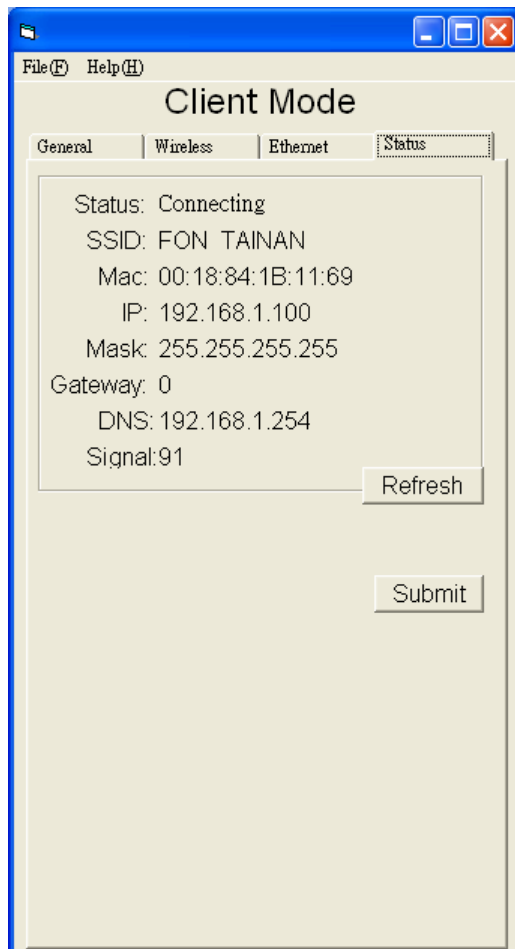 File(F) Help(H)
Client Mode
General Wireless Ethernet Status
Status: Connecting
SSID: FON TAINAN
Mac: 00:18:84:1B:11:69
IP: 192.168.1.100
Mask: 255.255.255.255
Gateway: 0
DNS: 192.168.1.254
Signal:91
Refresh
Submit